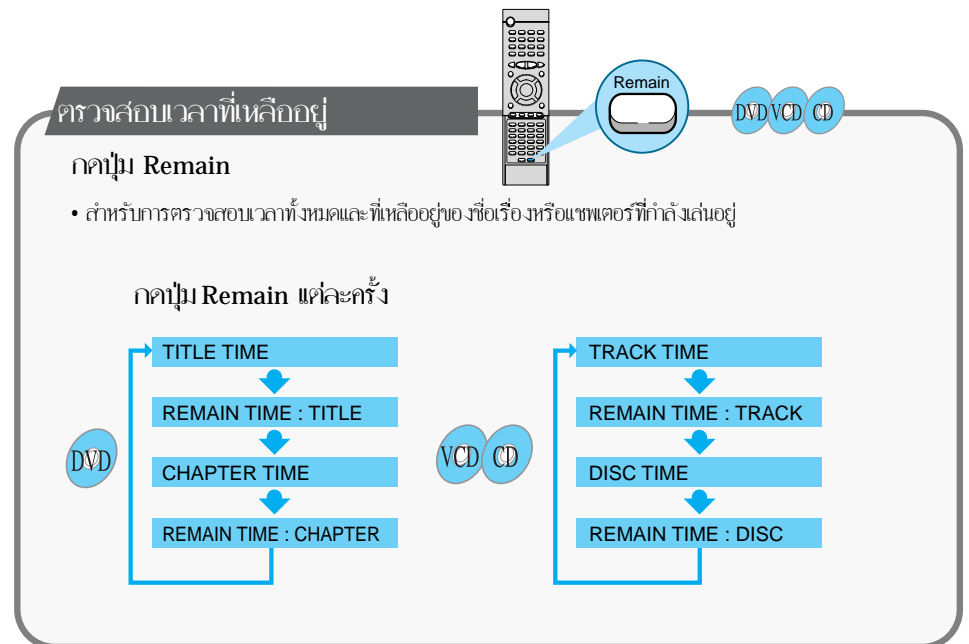 Remain
ตรวจสอบเวลาที่เหลืออยู่
DVD VCD CD
กดปุ่ม Remain
• สำหรับการตรวจสอบเวลาทั้งหมดและที่เหลืออยู่ของชื่อเรื่องหรือแชพเตอร์ที่กำลังเล่นอยู่
กดปุ่ม Remain แต่ละครั้ง
DVD
TITLE TIME
REMAIN TIME : TITLE
CHAPTER TIME
REMAIN TIME : CHAPTER
VCD CD
TRACK TIME
REMAIN TIME : TRACK
DISC TIME
REMAIN TIME : DISC